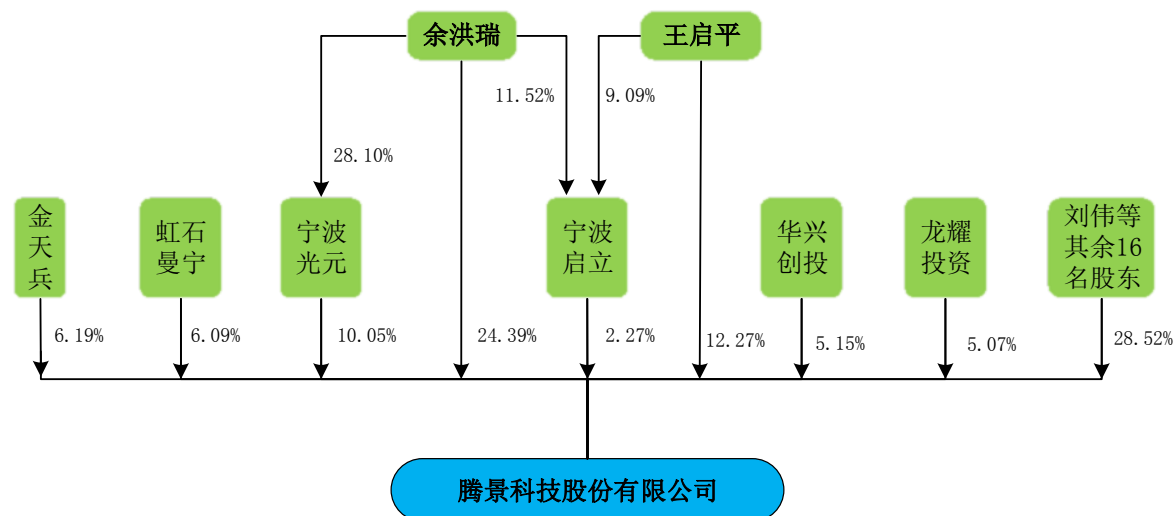 余洪瑞
王启平
11.52%
9.09%
28.10%
金
天
兵
虹石
曼宁
宁波
光元
宁波
启立
华兴
创投
龙耀
投资
刘伟等
其余16
名股东
6.19%
6.09%
10.05%
24.39%
2.27%
12.27%
5.15%
5.07%
28.52%
腾景科技股份有限公司